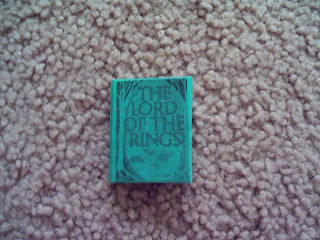 THE
LORD
OF THE
RINGS